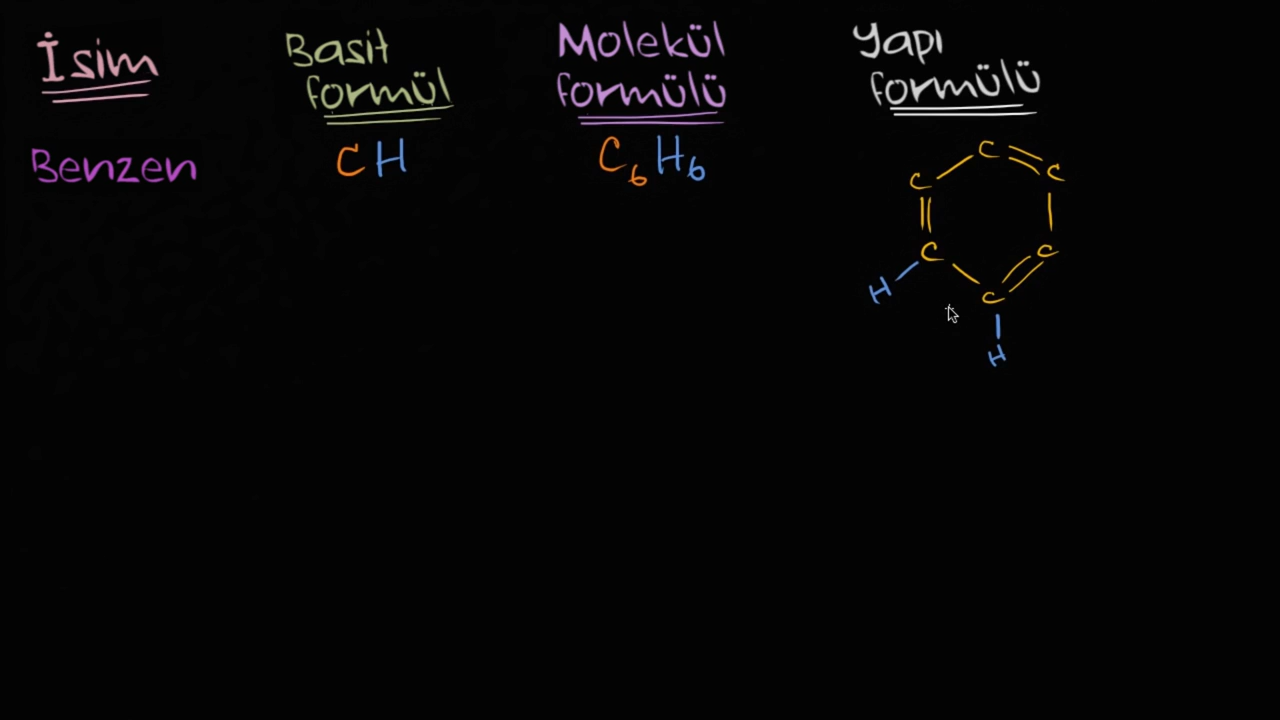 İsim
Basit
formül
Molekül
formülü
Yapı
formülü
Benzen
CH
C₆H₆
C
C
C
C
C
C
H
H